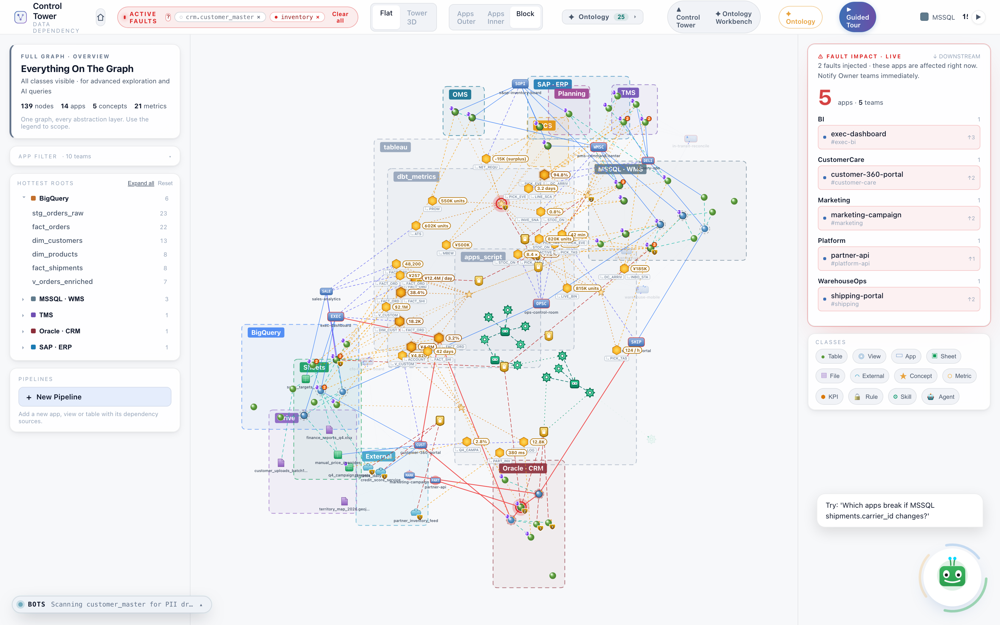 Control
Tower
DATA
DEPENDENCY
ACTIVE
FAULTS
?
crm.customer_master ×
inventory ×
Clear
all
Flat
Tower
3D
Apps
Outer
Apps
Inner
Block
Ontology 25
Control
Tower
Ontology
Workbench
Ontology
Guided
Tour
MSSQL
FULL GRAPH · OVERVIEW
Everything On The Graph
All classes visible · for advanced exploration and
AI queries
139 nodes 14 apps 5 concepts 21 metrics
One graph, every abstraction layer. Use the
legend to scope.
APP FILTER · 10 teams
HOTTEST ROOTS Expand all Reset
BigQuery 6
stg_orders_raw 23
fact_orders 22
dim_customers 13
dim_products 8
fact_shipments 8
v_orders_enriched 7
MSSQL · WMS 3
TMS 1
Oracle · CRM 1
SAP · ERP 1
PIPELINES
+ New Pipeline
Add a new app, view or table with its dependency
sources.
BOTS Scanning customer_master for PII dr…
SOPI
s&op-inventory-board
SAP · ERP
OMS
Planning
TMS
tableau
WMSC
wms-command-center
in-transit-reconcile
DELI
delivery-ops
-15K (surplus)
NET_REQU
MSSQL · WMS
dbt_metrics
94.8%
PICK_EVE DC_ARRIV
3.2 days
PICK_EVE LINE_SCA
2
550K units
PROM
1
0.8%
INVE_SNA STOC_ON
602K units
ATS
42 min
PICK_EVE
820K units
STOC_ON
¥500K
MBEW
PICK_TAS
apps_script
8.4 ×
STOC_ON
3
1
48,200
¥257
FACT_ORD FACT_ORD
¥12.4M / day
¥185K
DC_ARRIV INBO_STA
38.4%
FACT_ORD FACT_SHI
815K units
LIVE_BIN
SALE
sales-analytics
OPSC
ops-control-room
$2.1M
V_CUSTOM
EXEC
exec-dashboard
18.2K
DIM_CUST FACT_ORD
BigQuery
3.2%
FACT_ORD
42 days
ACCOUNT FACT_SHI
¥4,820
V_CUSTOM
SHIP
124 / h
PICK_TAS
Sheets
cfo-finance-board
finance_reports_q4.xlsx
manual_price_overrides
customer_uploads_batch1...
territory_map_2026.geoj...
External
credit_score_service
partner_inventory_feed
CUST
customer-360-portal
MARK
marketing-campaign
PART
partner-api
2.8%
Q4_CAMPA
12.8K
380 ms
PART_INV
Oracle · CRM
FAULT IMPACT · LIVE ↓ DOWNSTREAM
2 faults injected · these apps are affected right now.
Notify Owner teams immediately.
5 apps · 5 teams
BI 1
exec-dashboard ↑3
#exec-bi
CustomerCare 1
customer-360-portal ↑2
#customer-care
Marketing 1
marketing-campaign ↑2
#marketing
Platform 1
partner-api ↑1
#platform-api
WarehouseOps 1
shipping-portal ↑2
#shipping
CLASSES
Table View App Sheet
File External Concept Metric
KPI Rule Skill Agent
Try: 'Which apps break if MSSQL
shipments.carrier_id changes?'